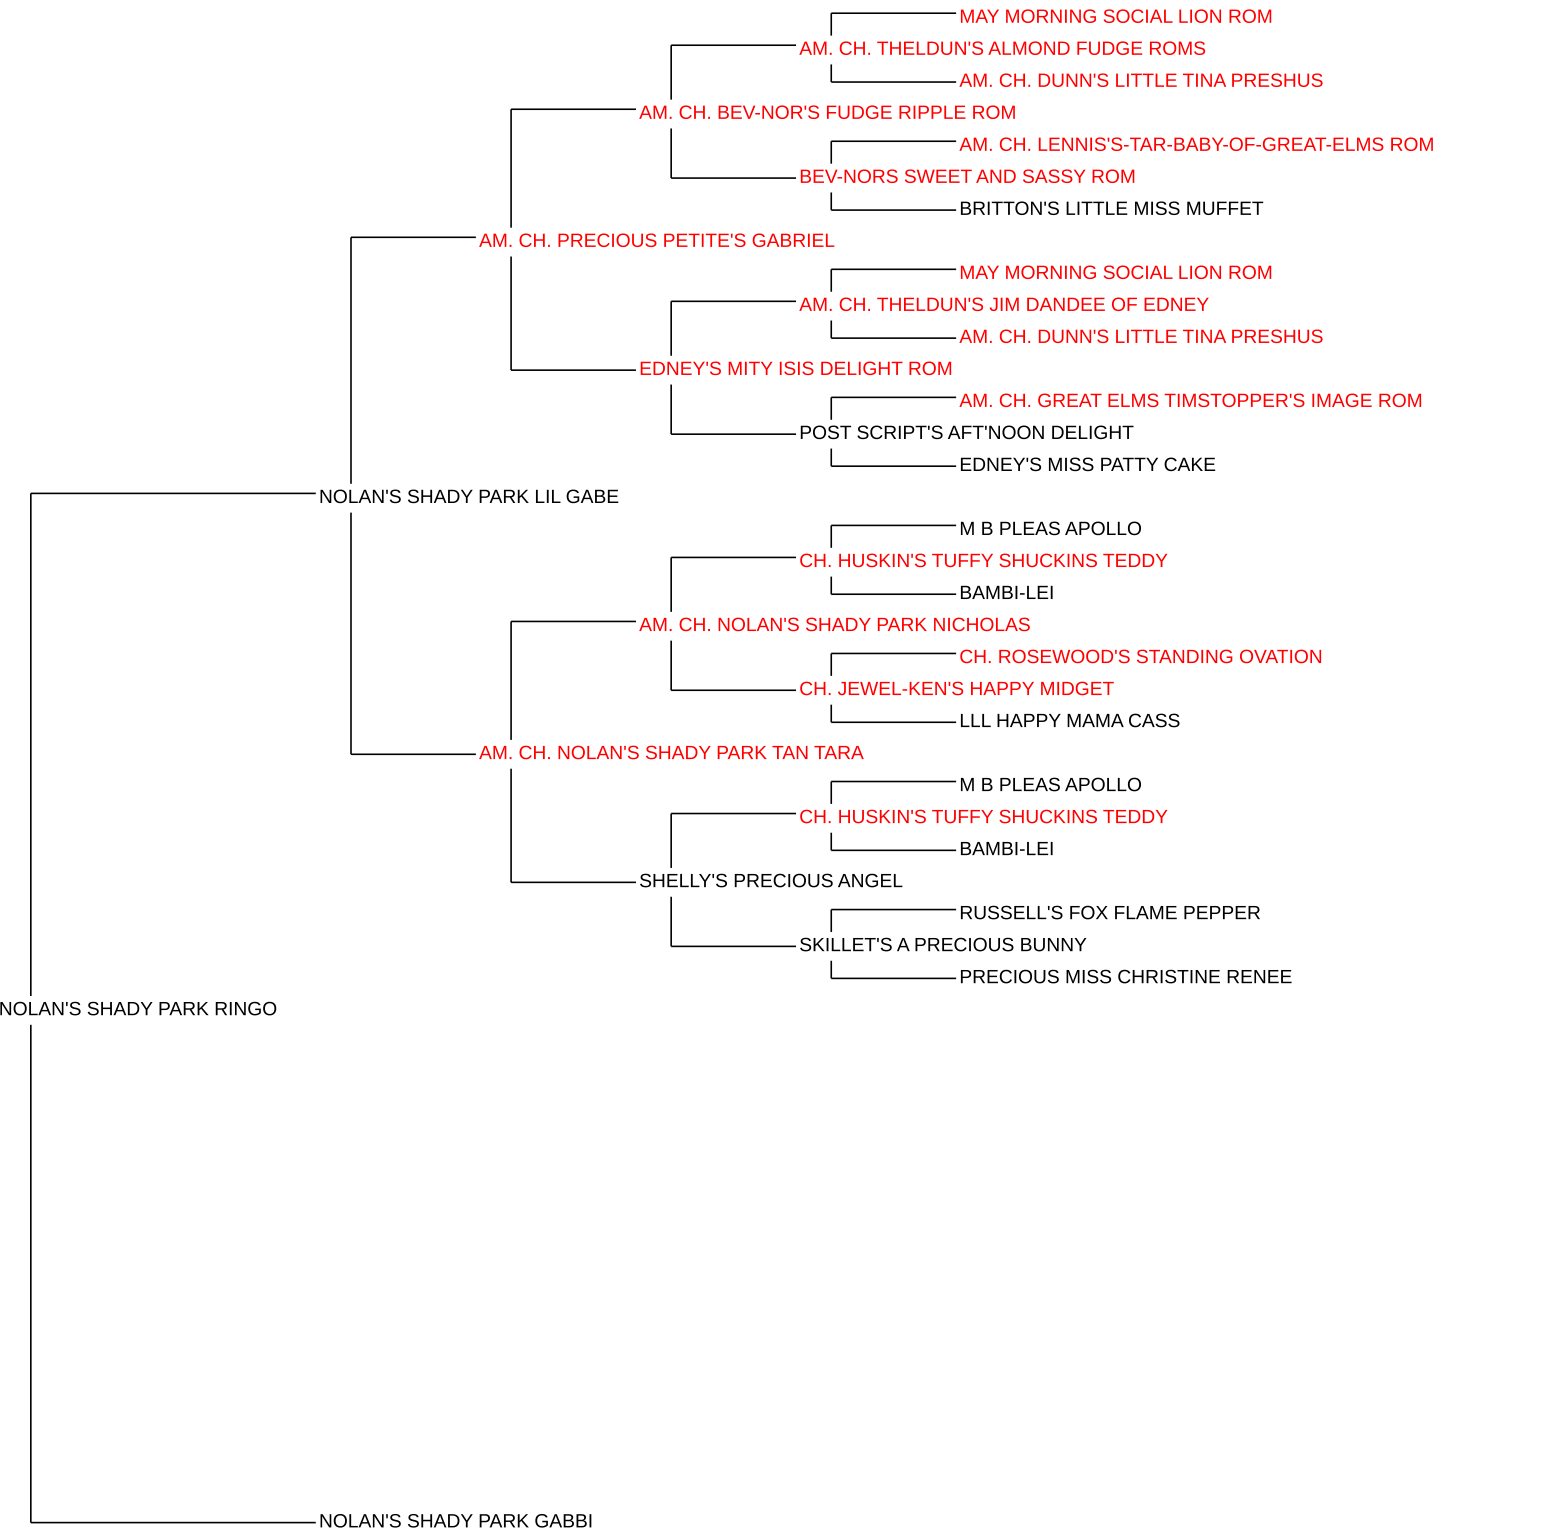 MAY MORNING SOCIAL LION ROM
AM. CH. THELDUN'S ALMOND FUDGE ROMS
AM. CH. DUNN'S LITTLE TINA PRESHUS
AM. CH. BEV-NOR'S FUDGE RIPPLE ROM
AM. CH. LENNIS'S-TAR-BABY-OF-GREAT-ELMS ROM
BEV-NORS SWEET AND SASSY ROM
BRITTON'S LITTLE MISS MUFFET
AM. CH. PRECIOUS PETITE'S GABRIEL
MAY MORNING SOCIAL LION ROM
AM. CH. THELDUN'S JIM DANDEE OF EDNEY
AM. CH. DUNN'S LITTLE TINA PRESHUS
EDNEY'S MITY ISIS DELIGHT ROM
AM. CH. GREAT ELMS TIMSTOPPER'S IMAGE ROM
POST SCRIPT'S AFT'NOON DELIGHT
EDNEY'S MISS PATTY CAKE
NOLAN'S SHADY PARK LIL GABE
M B PLEAS APOLLO
CH. HUSKIN'S TUFFY SHUCKINS TEDDY
BAMBI-LEI
AM. CH. NOLAN'S SHADY PARK NICHOLAS
CH. ROSEWOOD'S STANDING OVATION
CH. JEWEL-KEN'S HAPPY MIDGET
LLL HAPPY MAMA CASS
AM. CH. NOLAN'S SHADY PARK TAN TARA
M B PLEAS APOLLO
CH. HUSKIN'S TUFFY SHUCKINS TEDDY
BAMBI-LEI
SHELLY'S PRECIOUS ANGEL
RUSSELL'S FOX FLAME PEPPER
SKILLET'S A PRECIOUS BUNNY
PRECIOUS MISS CHRISTINE RENEE
NOLAN'S SHADY PARK RINGO
NOLAN'S SHADY PARK GABBI